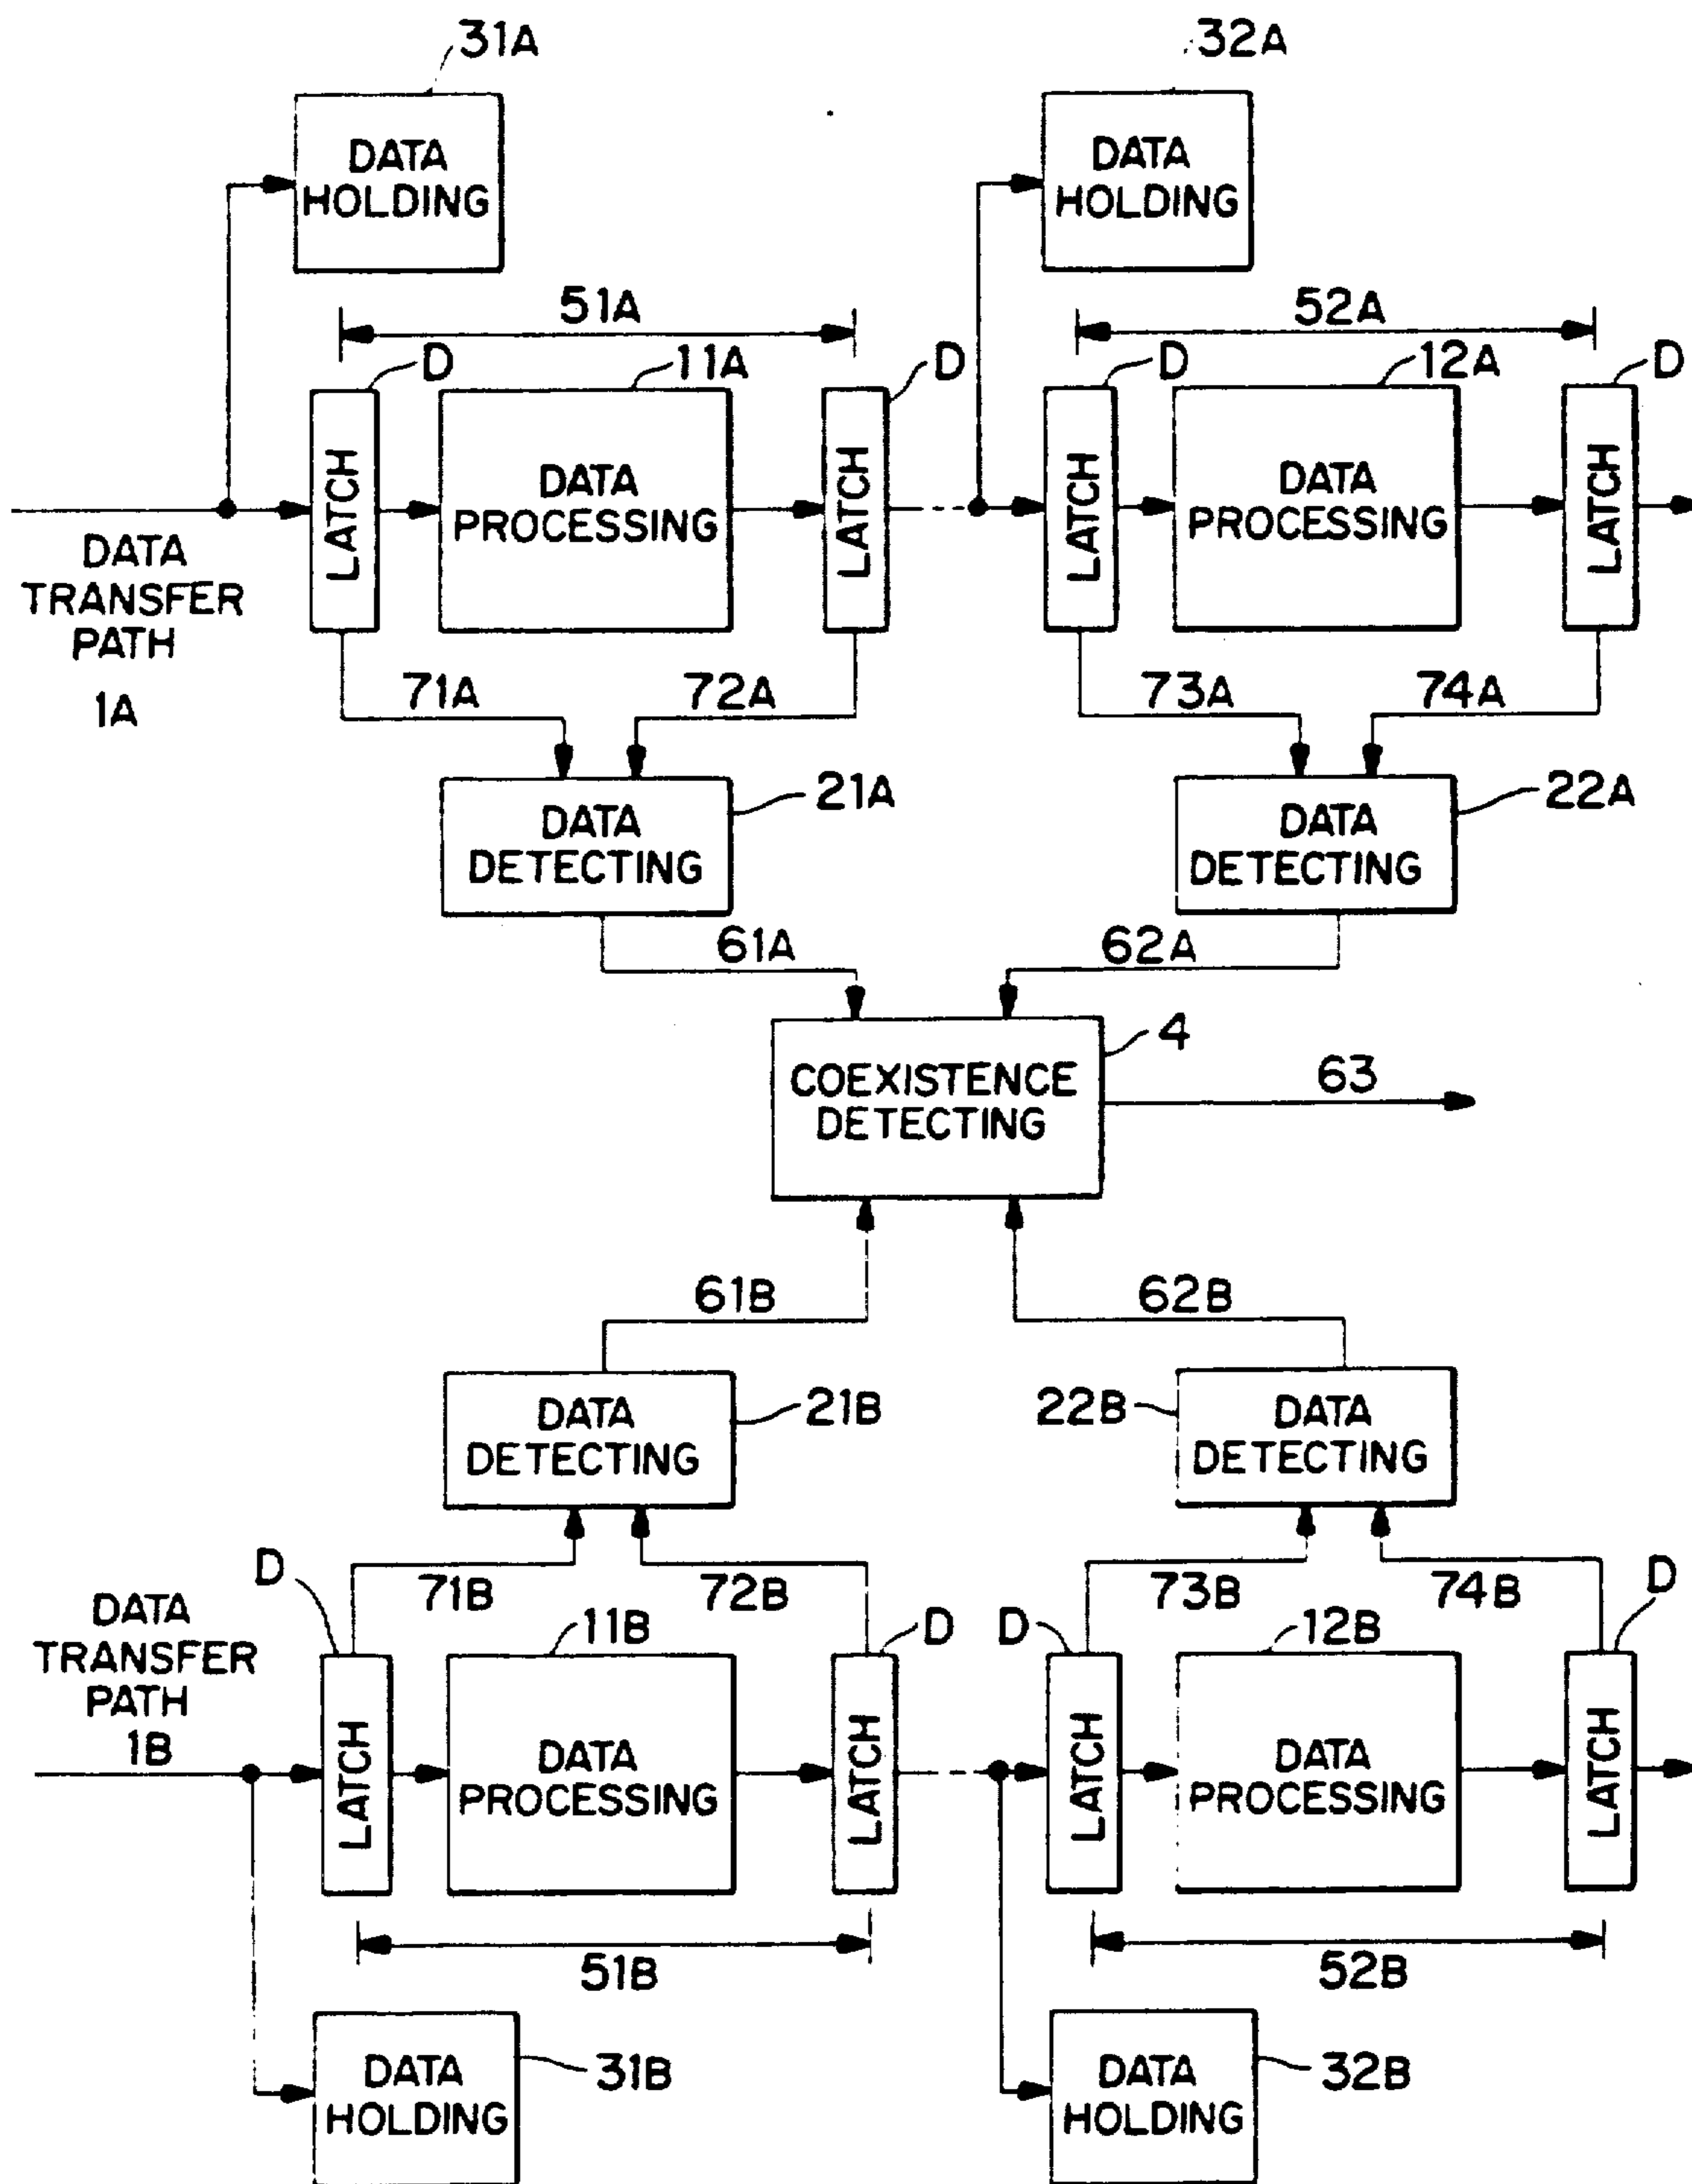 31A
32A
DATA
HOLDING
DATA
HOLDING
51A
52A
D
11A
D
D
12A
D
LATCH
DATA
PROCESSING
LATCH
LATCH
DATA
PROCESSING
LATCH
DATA
TRANSFER
PATH
1A
71A
72A
73A
74A
DATA
DETECTING
21A
DATA
DETECTING
22A
61A
62A
COEXISTENCE
DETECTING
4
63
61B
62B
DATA
DETECTING
21B
22B
DATA
DETECTING
D
71B
72B
73B
74B
D
DATA
TRANSFER
PATH
1B
11B
D
D
12B
LATCH
DATA
PROCESSING
LATCH
LATCH
DATA
PROCESSING
LATCH
51B
52B
DATA
HOLDING
31B
DATA
HOLDING
32B